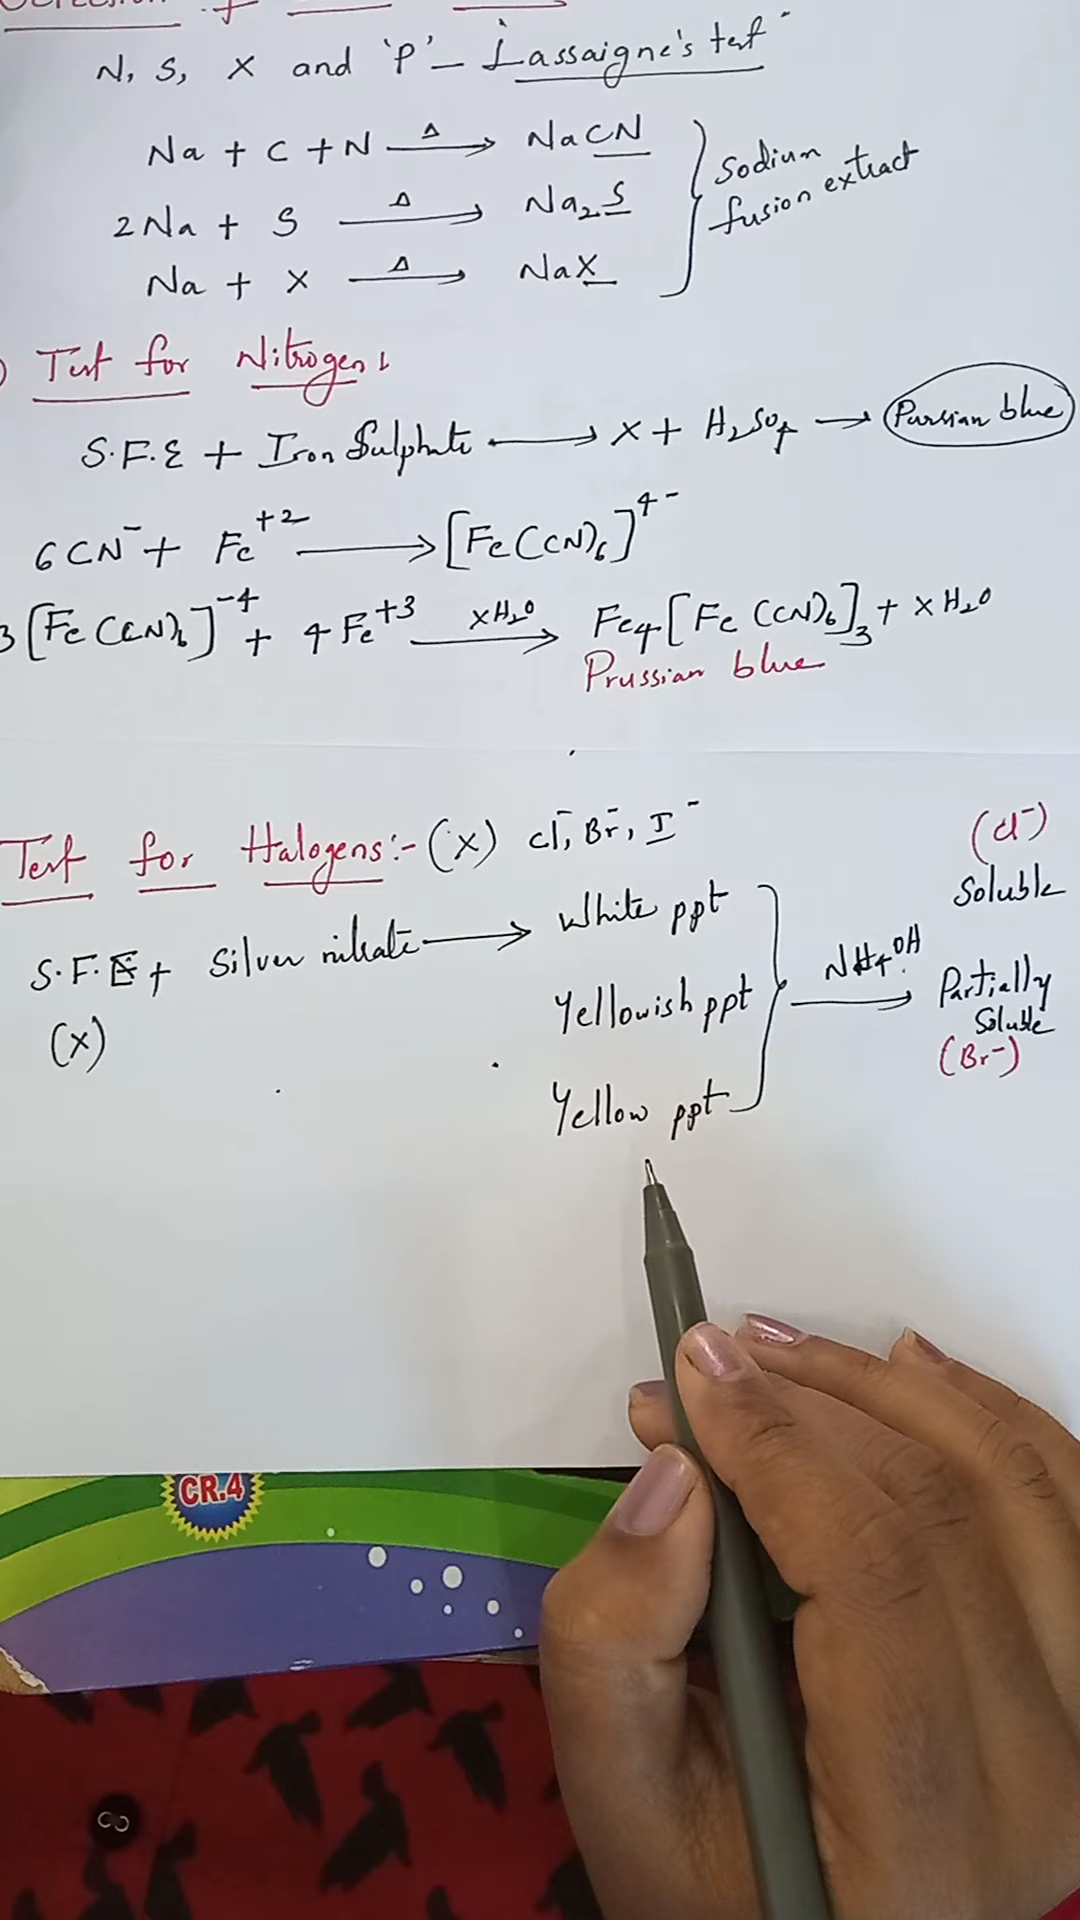 N, S, X and 'P' – Lassaigne's test
Na + C + N —Δ→ NaCN
2Na + S —Δ→ Na₂S
Na + X —Δ→ NaX
Sodium
fusion extract
) Test for Nitrogen:
S.F.E + Iron Sulphate → X + H₂SO₄ → Purssian blue
6CN⁻ + Fe⁺² → [Fe(CN)₆]⁴⁻
3[Fe(CN)₆]⁻⁴ + 4Fe⁺³ —xH₂O→ Fe₄[Fe(CN)₆]₃ + xH₂O
Prussian blue
Test for Halogens:- (X) Cl⁻, Br⁻, I⁻
(Cl⁻)
Soluble
S.F.E + Silver nitrate → White ppt
(X)
Yellowish ppt
Yellow ppt
NH₄OH →
Partially
Soluble
(Br⁻)
CR.4